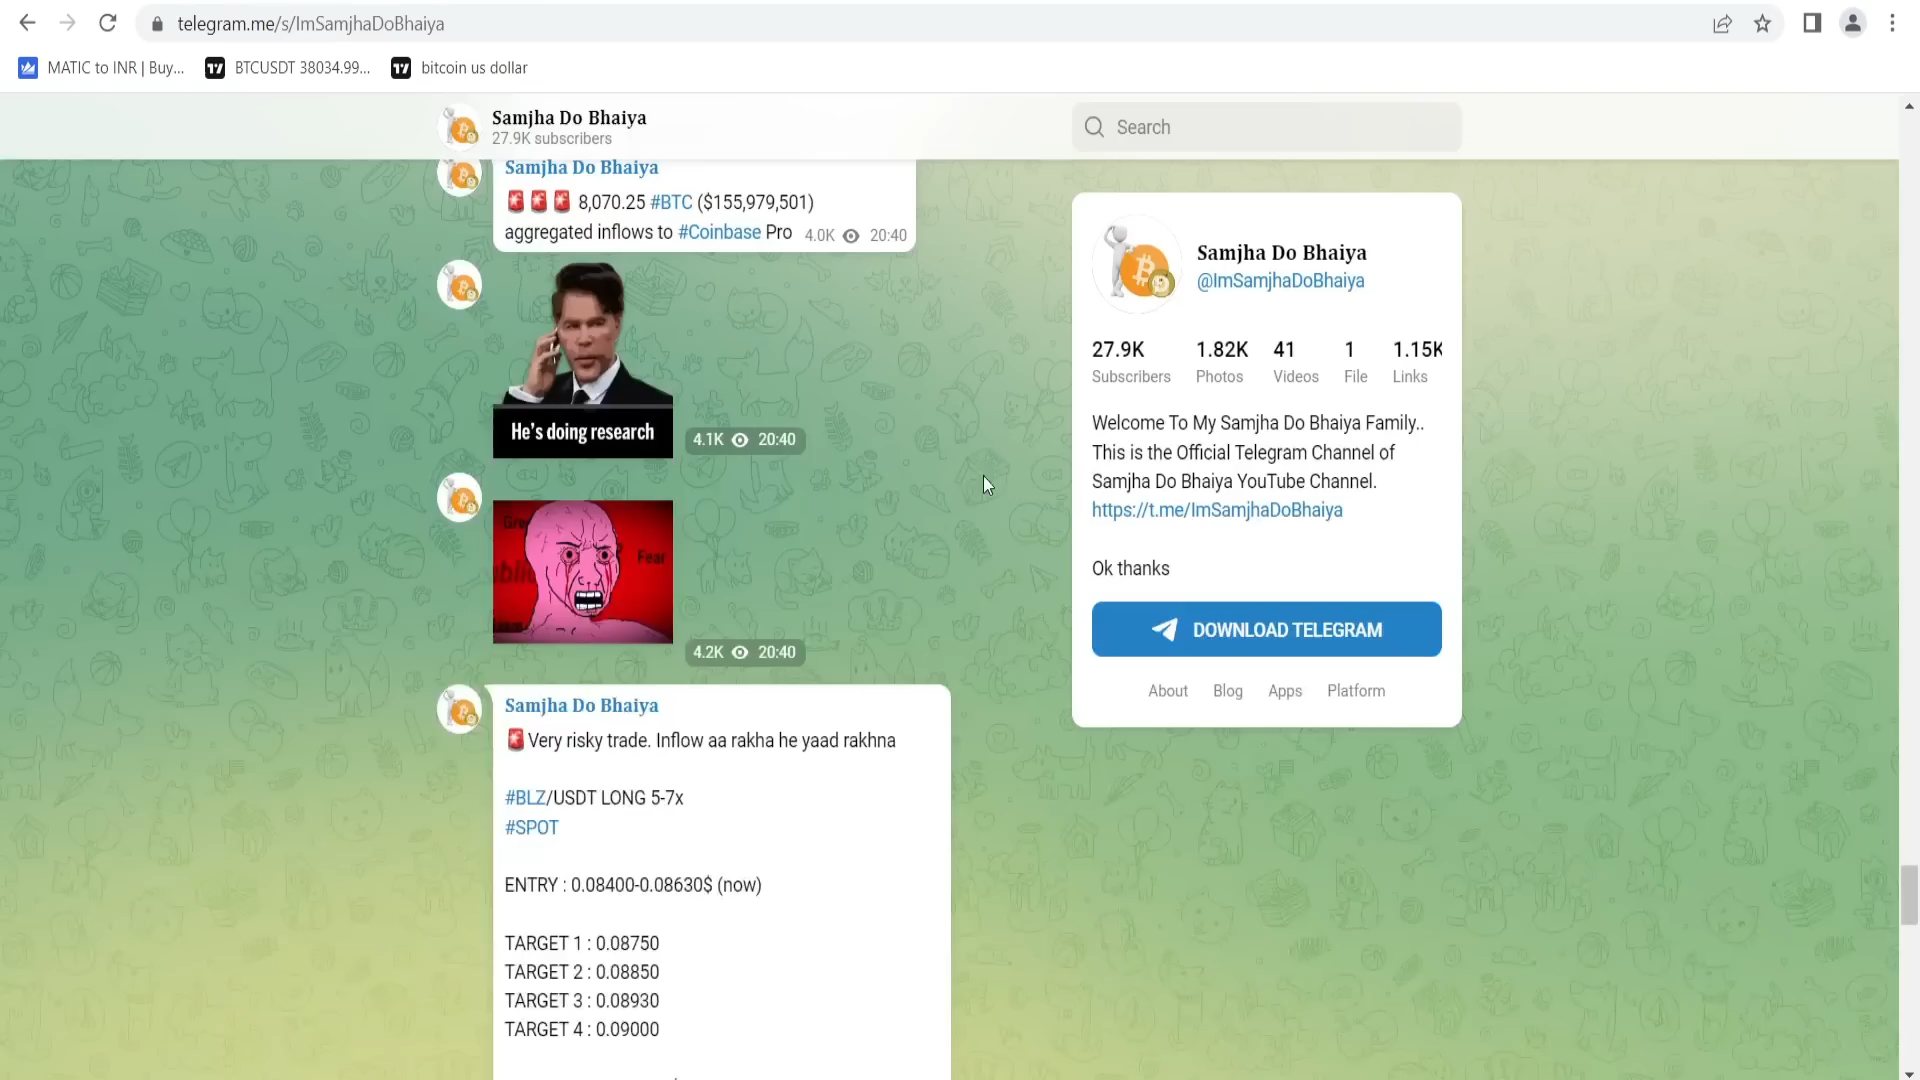 telegram.me/s/ImSamjhaDoBhaiya
MATIC to INR | Buy...
BTCUSDT 38034.99...
bitcoin us dollar
Samjha Do Bhaiya
27.9K subscribers
Search
Samjha Do Bhaiya
🚨🚨🚨 8,070.25 #BTC ($155,979,501)
aggregated inflows to #Coinbase Pro 4.0K 20:40
He's doing research
4.1K 20:40
Fear
4.2K 20:40
Samjha Do Bhaiya
🚨Very risky trade. Inflow aa rakha he yaad rakhna
#BLZ/USDT LONG 5-7x
#SPOT
ENTRY : 0.08400-0.08630$ (now)
TARGET 1 : 0.08750
TARGET 2 : 0.08850
TARGET 3 : 0.08930
TARGET 4 : 0.09000
Samjha Do Bhaiya
@ImSamjhaDoBhaiya
27.9K 1.82K 41 1 1.15K
Subscribers Photos Videos File Links
Welcome To My Samjha Do Bhaiya Family..
This is the Official Telegram Channel of
Samjha Do Bhaiya YouTube Channel.
https://t.me/ImSamjhaDoBhaiya
Ok thanks
DOWNLOAD TELEGRAM
About Blog Apps Platform